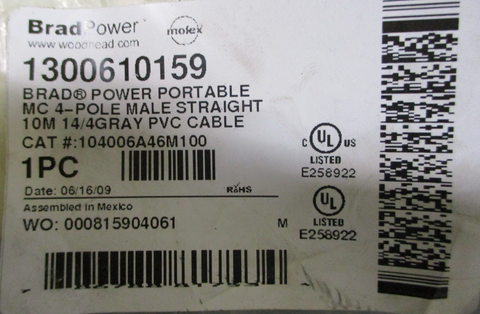 BradPower
molex
www.woodhead.com
1300610159
BRAD® POWER PORTABLE
MC 4-POLE MALE STRAIGHT
10M 14/4GRAY PVC CABLE
CAT #:104006A46M100
C UL US
LISTED
E258922
1PC
Date: 06/16/09
RoHS
Assembled in Mexico
UL
LISTED
E258922
WO: 000815904061 M